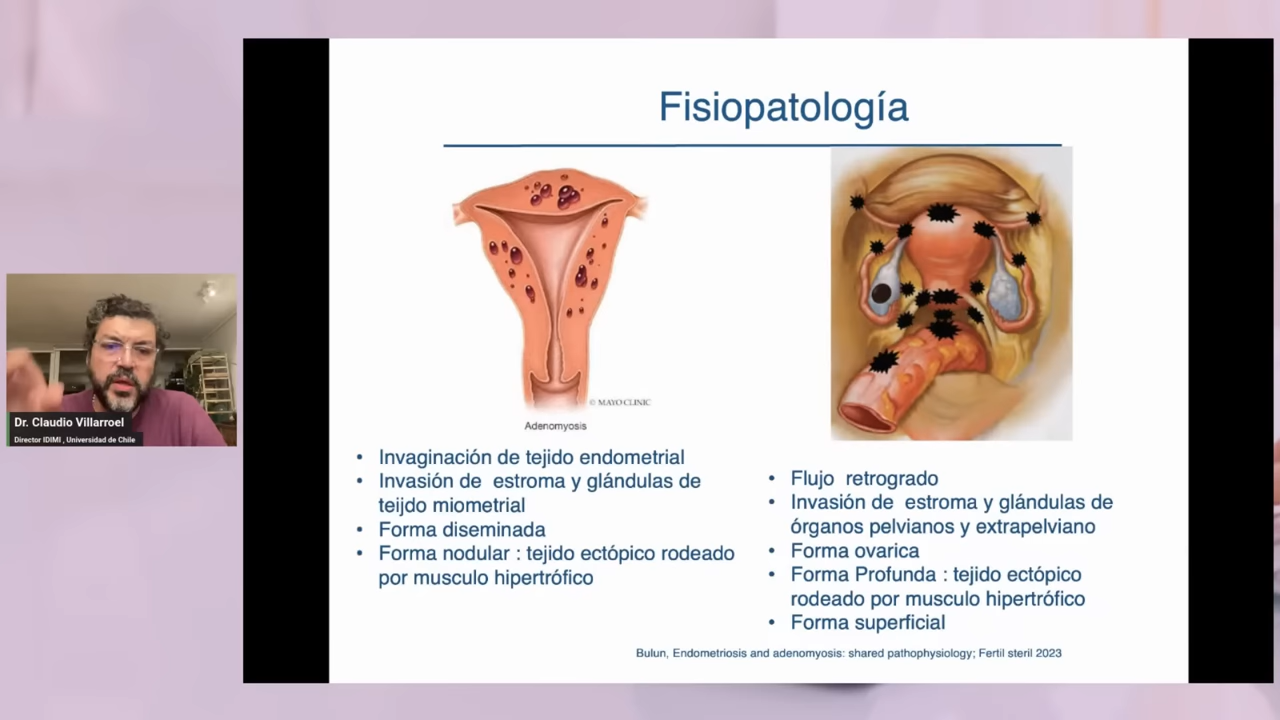 Fisiopatología
© MAYO CLINIC
Adenomyosis
• Invaginación de tejido endometrial
• Invasión de estroma y glándulas de
teijdo miometrial
• Forma diseminada
• Forma nodular : tejido ectópico rodeado
por musculo hipertrófico
• Flujo retrogrado
• Invasión de estroma y glándulas de
órganos pelvianos y extrapelviano
• Forma ovarica
• Forma Profunda : tejido ectópico
rodeado por musculo hipertrófico
• Forma superficial
Bulun, Endometriosis and adenomyosis: shared pathophysiology; Fertil steril 2023
Dr. Claudio Villarroel
Director IDIMI , Universidad de Chile